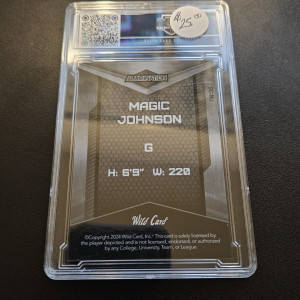 25.00
ALUMINATION
MAGIC
JOHNSON
G
H: 6'9" W: 220
Wild Card
©Copyright 2024 Wild Card, Inc. This card is solely licensed by
the player depicted and is not licensed, endorsed, or authorized
by any College, University, Team, or League.